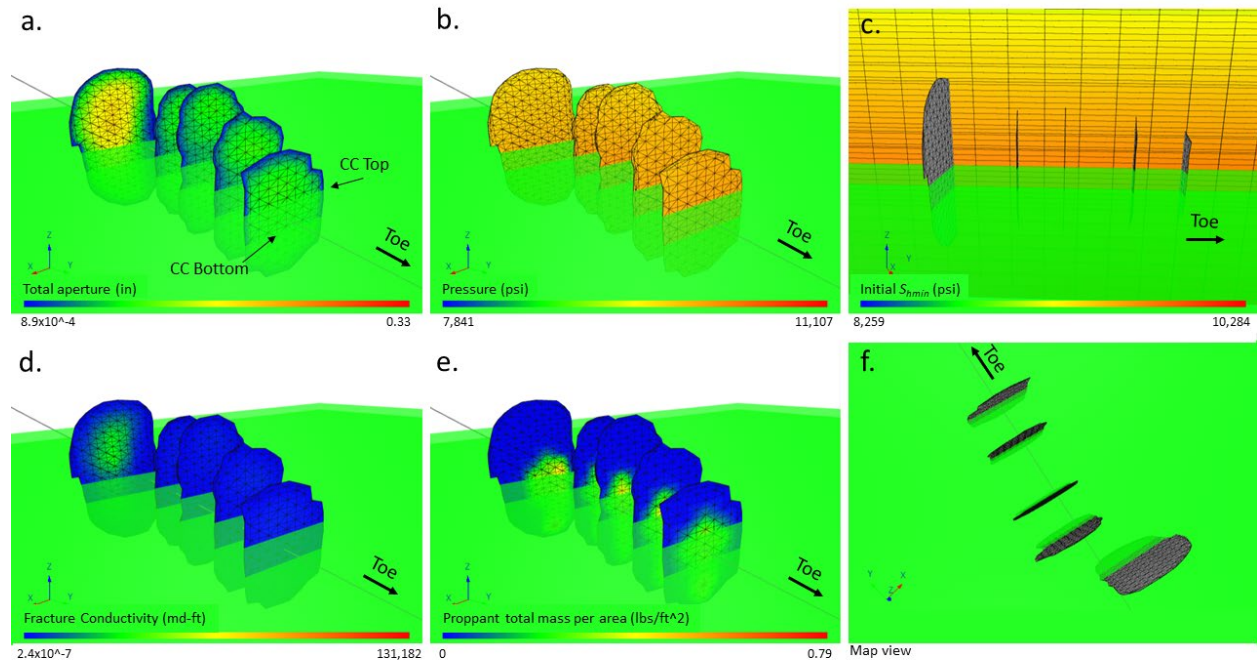 a.
CC Top
Toe
CC Bottom
Z
X
Y
Total aperture (in)
8.9x10^-4
0.33
b.
Toe
Z
X
Y
Pressure (psi)
7,841
11,107
c.
Toe
Z
X
Y
Initial Shmin (psi)
8,259
10,284
d.
Toe
Z
X
Y
Fracture Conductivity (md-ft)
2.4x10^-7
131,182
e.
Toe
Z
X
Y
Proppant total mass per area (lbs/ft^2)
0
0.79
f.
Toe
Y
X
Z
Map view